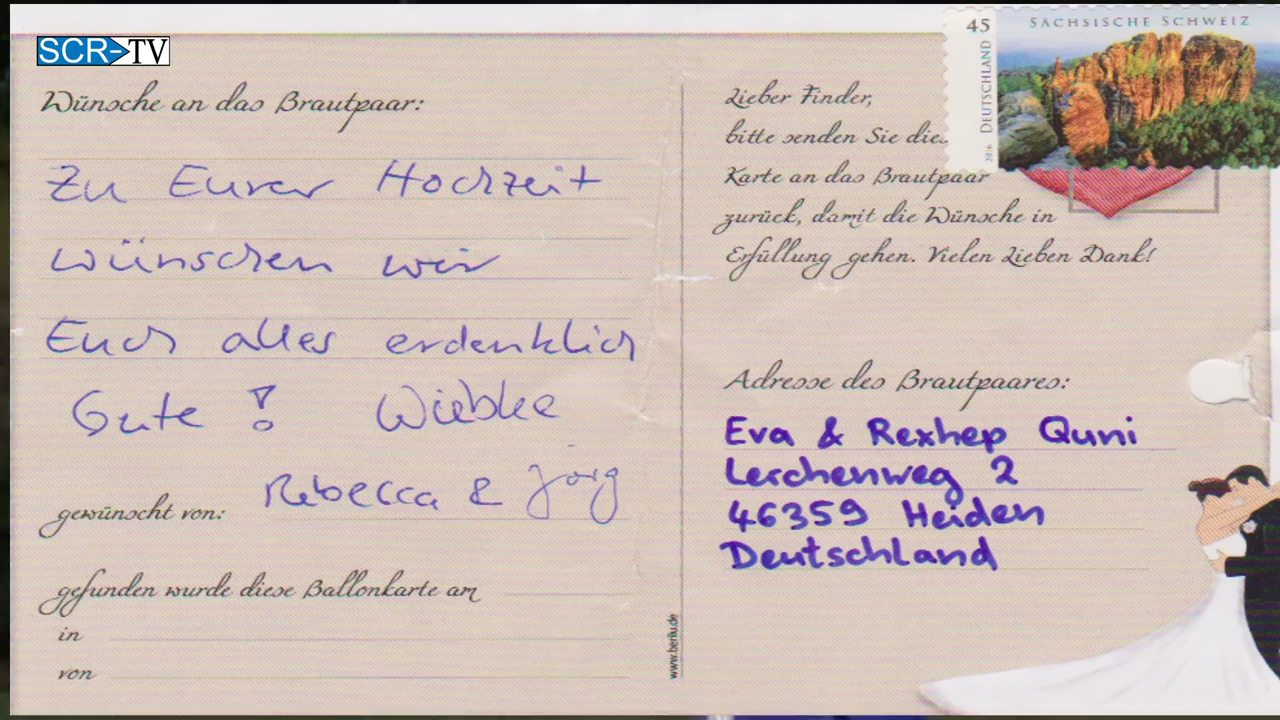 SCR-TV
Wünsche an das Brautpaar:
Zu Eurer Hochzeit
wünschen wir
Euch alles erdenklich
Gute! Wiebke
gewünscht von: Rebecca & Jörg
gefunden wurde diese Ballonkarte am
in
von
www.berilu.de
45
DEUTSCHLAND
2016
SÄCHSISCHE SCHWEIZ
Lieber Finder,
bitte senden Sie dies
Karte an das Brautpaar
zurück, damit die Wünsche in
Erfüllung gehen. Vielen Lieben Dank!
Adresse des Brautpaares:
Eva & Rexhep Quni
Lerchenweg 2
46359 Heiden
Deutschland